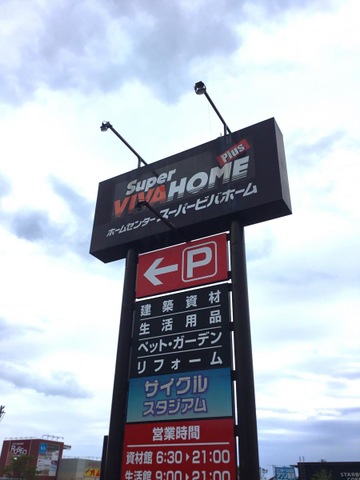 Super
VIVA HOME Plus
ホームセンター スーパービバホーム
P
建築資材
生活用品
ペット・ガーデン
リフォーム
サイクル
スタジアム
営業時間
資材館 6:30▶21:00
生活館 9:00▶21:00